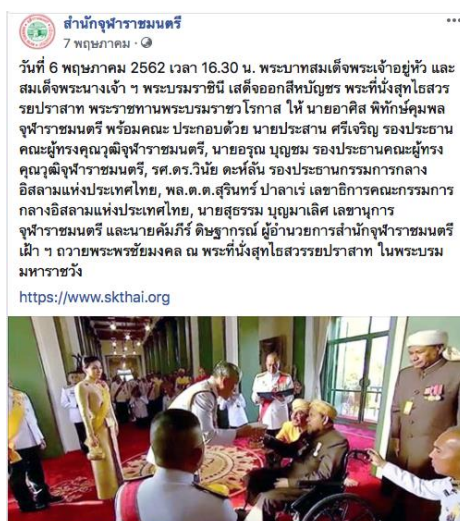 สำนักจุฬาราชมนตรี
7 พฤษภาคม ·
วันที่ 6 พฤษภาคม 2562 เวลา 16.30 น. พระบาทสมเด็จพระเจ้าอยู่หัว และ
สมเด็จพระนางเจ้า ฯ พระบรมราชินี เสด็จออกสีหบัญชร พระที่นั่งสุทไธสวร
รยปราสาท พระราชทานพระบรมราชวโรกาส ให้ นายอาศิส พิทักษ์คุมพล
จุฬาราชมนตรี พร้อมคณะ ประกอบด้วย นายประสาน ศรีเจริญ รองประธาน
คณะผู้ทรงคุณวุฒิจุฬาราชมนตรี, นายอรุณ บุญชม รองประธานคณะผู้ทรง
คุณวุฒิจุฬาราชมนตรี, รศ.ดร.วินัย ดะห์ลัน รองประธานกรรมการกลาง
อิสลามแห่งประเทศไทย, พล.ต.ต.สุรินทร์ ปาลาเร่ เลขาธิการคณะกรรมการ
กลางอิสลามแห่งประเทศไทย, นายสุธรรม บุญมาเลิศ เลขานุการ
จุฬาราชมนตรี และนายคัมภีร์ ดิษฐากรณ์ ผู้อำนวยการสำนักจุฬาราชมนตรี
เฝ้า ฯ ถวายพระพรชัยมงคล ณ พระที่นั่งสุทไธสวรรยปราสาท ในพระบรม
มหาราชวัง
https://www.skthai.org